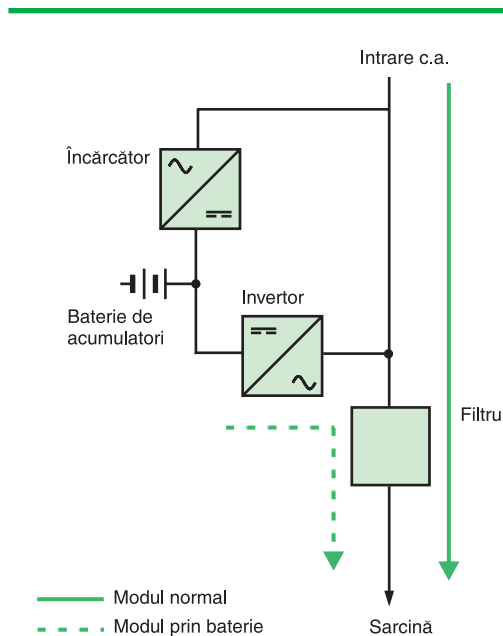 Intrare c.a.
Încărcător
Baterie de
acumulatori
Invertor
Filtru
Modul normal
Modul prin baterie
Sarcină